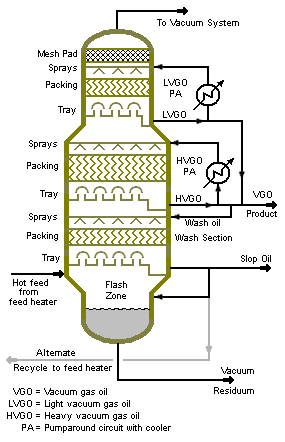 To Vacuum System
Mesh Pad
Sprays
Packing
LVGO
PA
Tray
LVGO
Sprays
Packing
HVGO
PA
Tray
HVGO
VGO
Product
Sprays
Wash oil
Packing
Wash Section
Tray
Slop Oil
Hot feed
from
feed heater
Flash
Zone
Alternate
Recycle to feed heater
Vacuum
Residuum
VGO = Vacuum gas oil
LVGO = Light vacuum gas oil
HVGO = Heavy vacuum gas oil
PA = Pumparound circuit with cooler